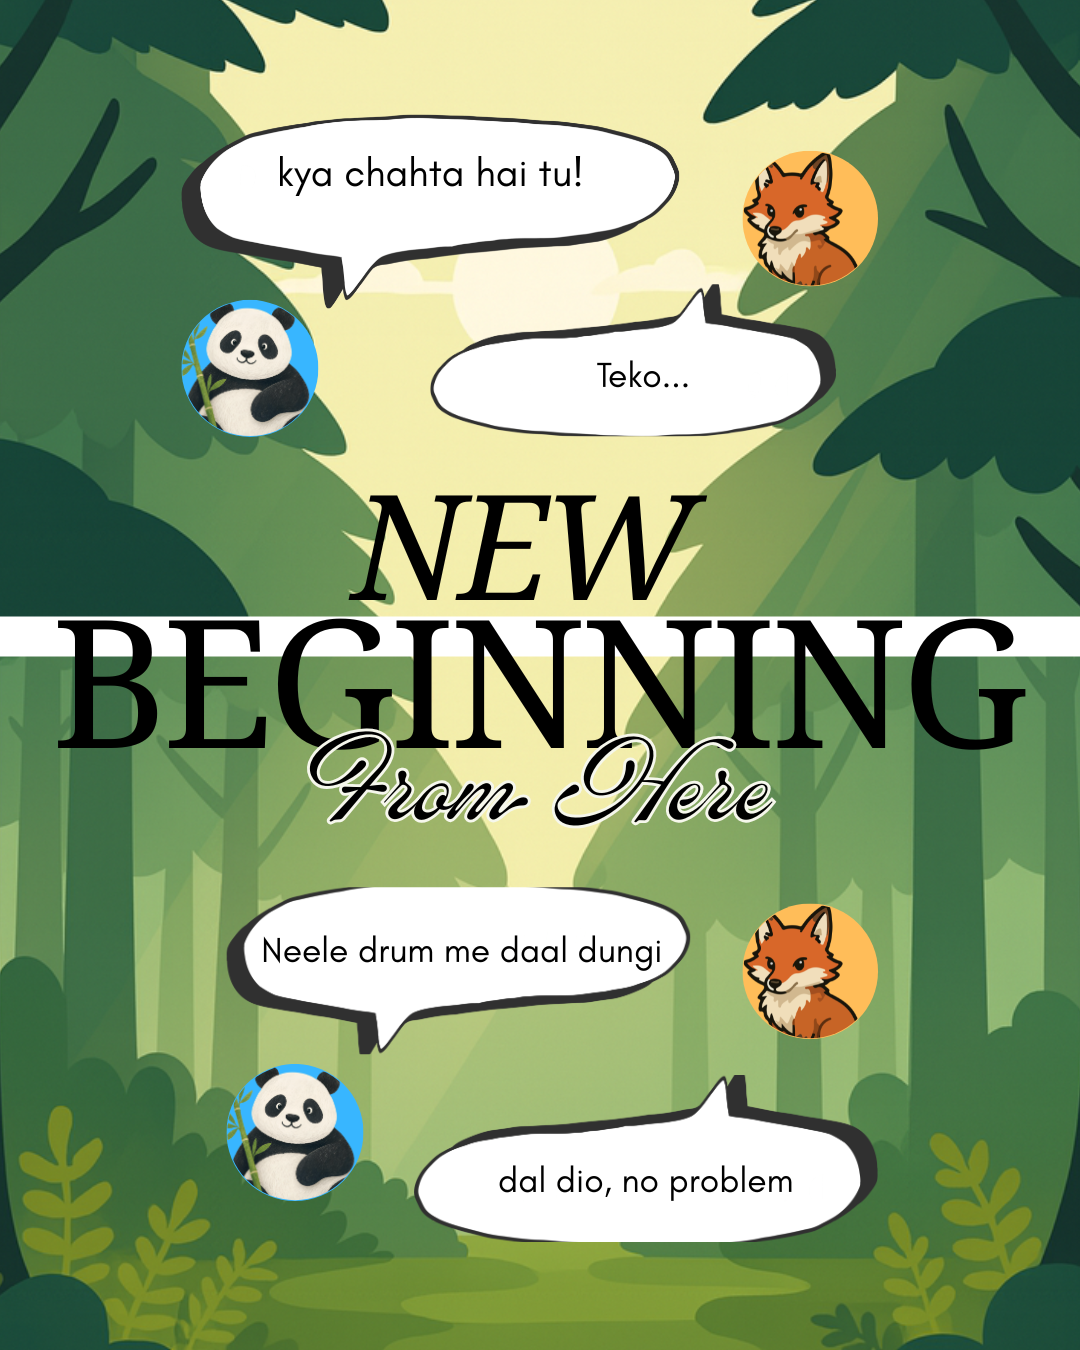 kya chahta hai tu!
Teko...
NEW
BEGINNING
From Here
Neele drum me daal dungi
dal dio, no problem